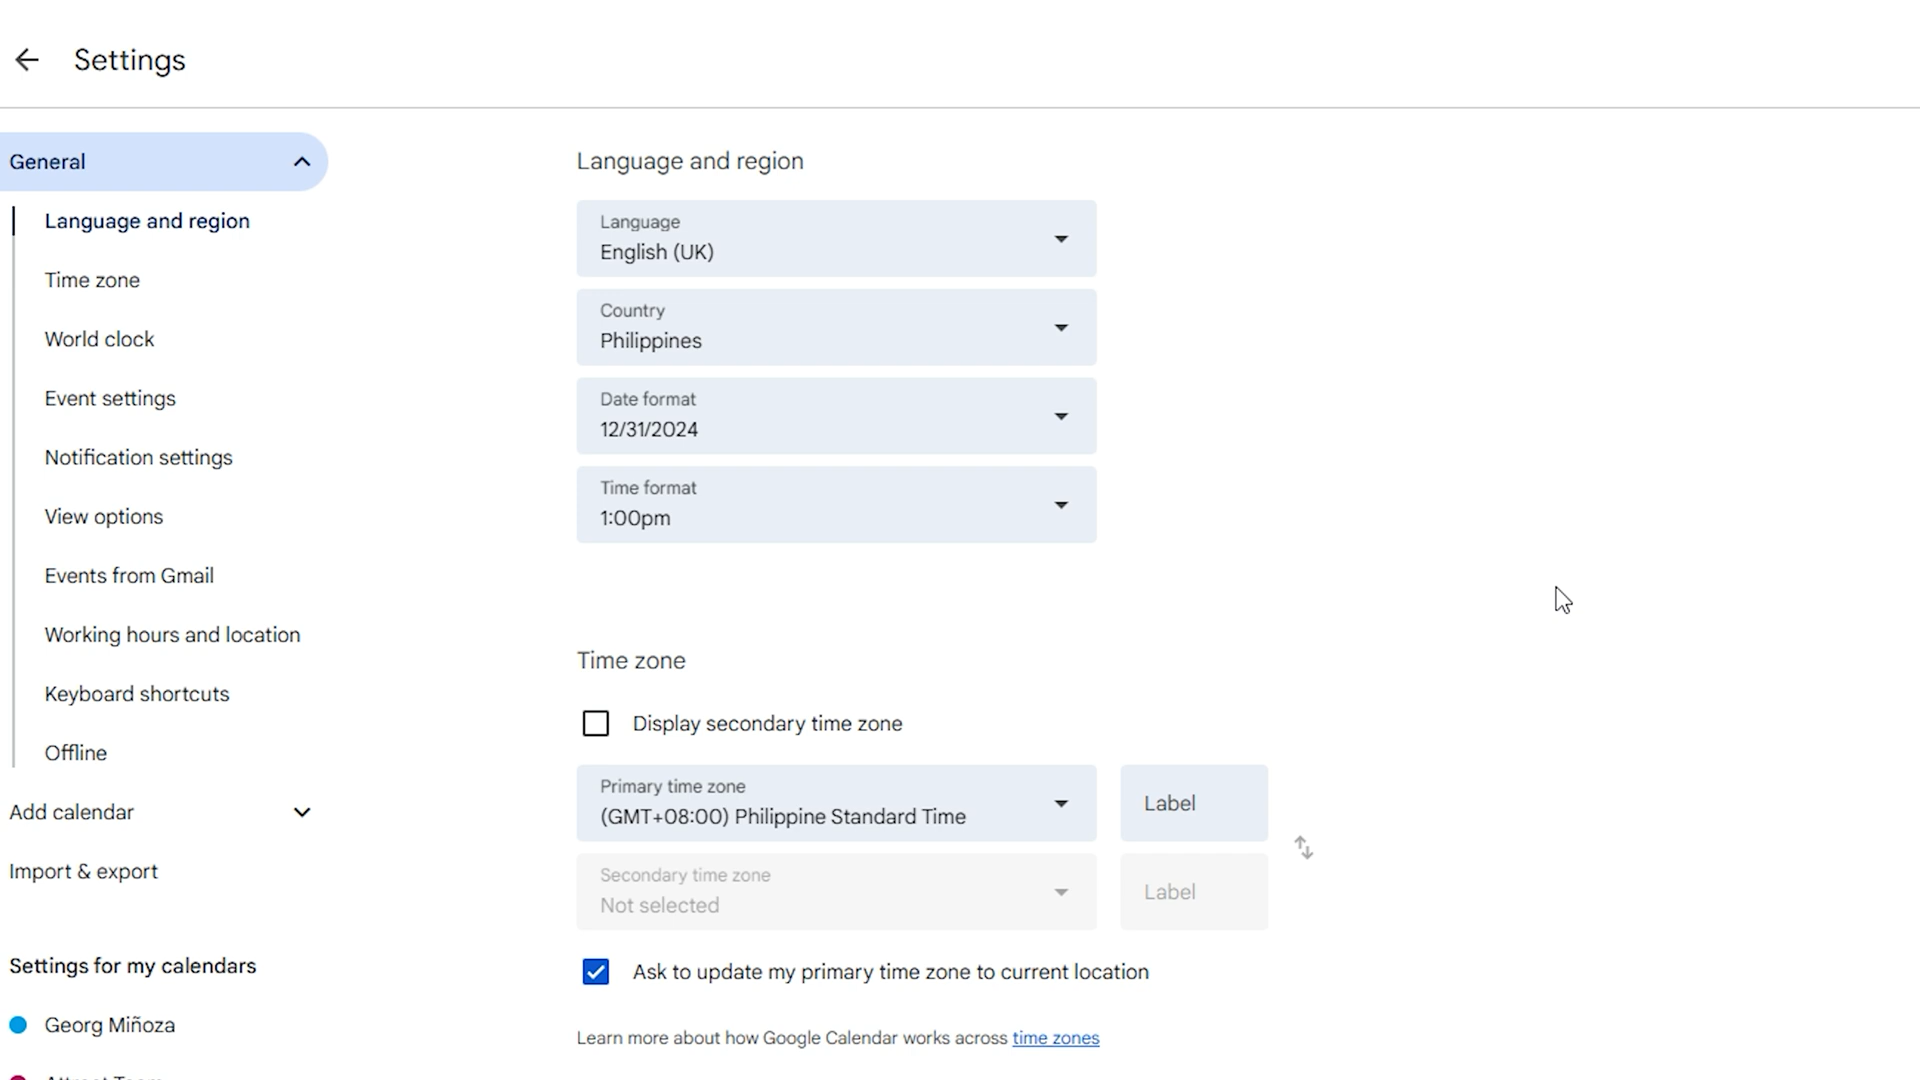 Settings
General
Language and region
Time zone
World clock
Event settings
Notification settings
View options
Events from Gmail
Working hours and location
Keyboard shortcuts
Offline
Add calendar
Import & export
Settings for my calendars
Georg Miñoza
Language and region
Language
English (UK)
Country
Philippines
Date format
12/31/2024
Time format
1:00pm
Time zone
Display secondary time zone
Primary time zone
(GMT+08:00) Philippine Standard Time
Label
Secondary time zone
Not selected
Label
Ask to update my primary time zone to current location
Learn more about how Google Calendar works across time zones